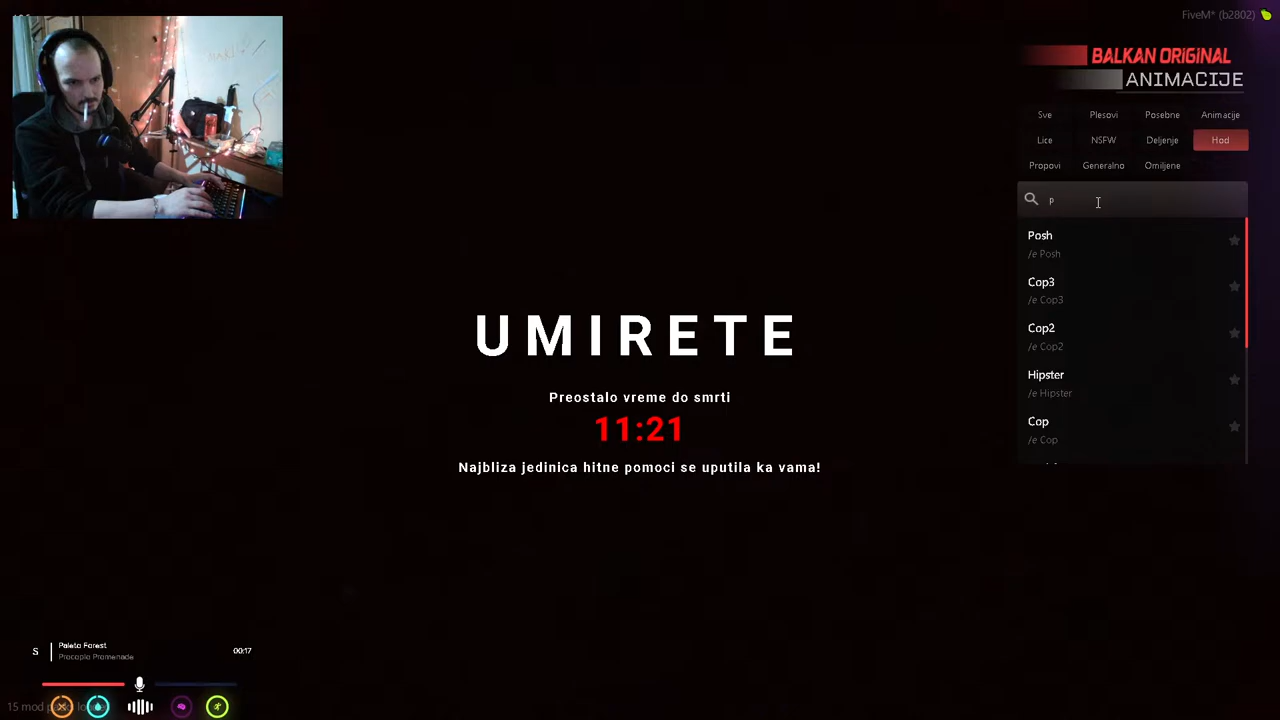 FiveM* (b2802)
BALKAN ORIGINAL
ANIMACIJE
Sve Plesovi Posebne Animacije
Lice NSFW Deljenje Hod
Propovi Generalno Omiljene
p
Posh
/e Posh
Cop3
/e Cop3
Cop2
/e Cop2
Hipster
/e Hipster
Cop
/e Cop
UMIRETE
Preostalo vreme do smrti
11:21
Najbliza jedinica hitne pomoci se uputila ka vama!
S
Paleto Forest
Procopio Promenade
00:17
15 mod